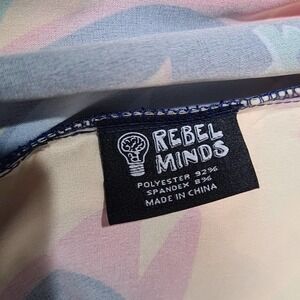 REBEL
MINDS
POLYESTER 92%
SPANDEX 8%
MADE IN CHINA